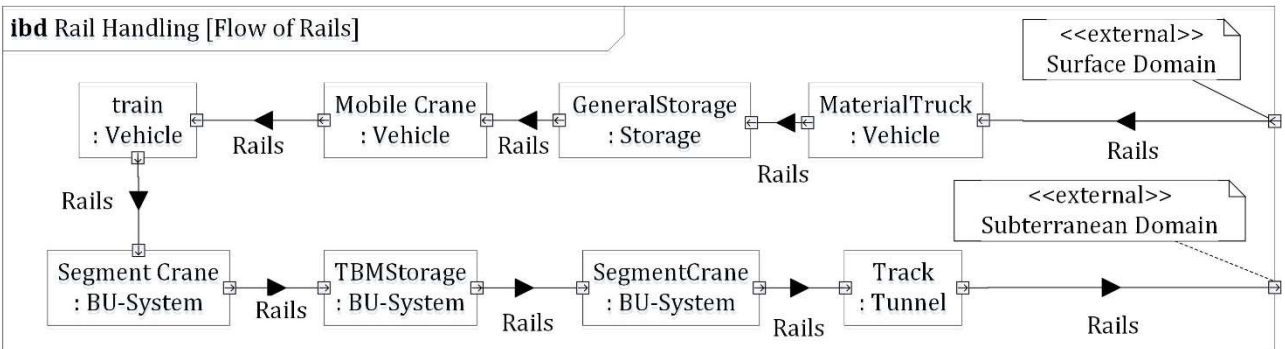 ibd Rail Handling [Flow of Rails]
<<external>>
Surface Domain
train
: Vehicle
Mobile Crane
: Vehicle
GeneralStorage
: Storage
MaterialTruck
: Vehicle
Rails
Rails
Rails
Rails
Rails
<<external>>
Subterranean Domain
Segment Crane
: BU-System
TBMStorage
: BU-System
SegmentCrane
: BU-System
Track
: Tunnel
Rails
Rails
Rails
Rails